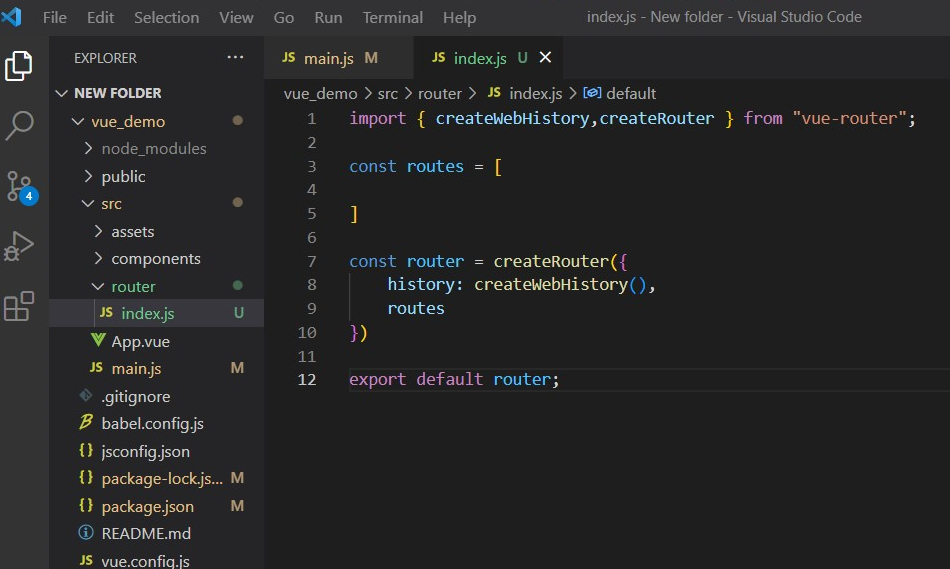 File Edit Selection View Go Run Terminal Help index.js - New folder - Visual Studio Code
EXPLORER ···
NEW FOLDER
vue_demo
node_modules
public
src
assets
components
router
JS index.js U
App.vue
JS main.js M
.gitignore
babel.config.js
{} jsconfig.json
{} package-lock.js... M
{} package.json M
README.md
JS vue.config.js
4
JS main.js M JS index.js U
vue_demo > src > router > JS index.js > default
1 import { createWebHistory,createRouter } from "vue-router";
2
3 const routes = [
4
5 ]
6
7 const router = createRouter({
8 history: createWebHistory(),
9 routes
10 })
11
12 export default router;